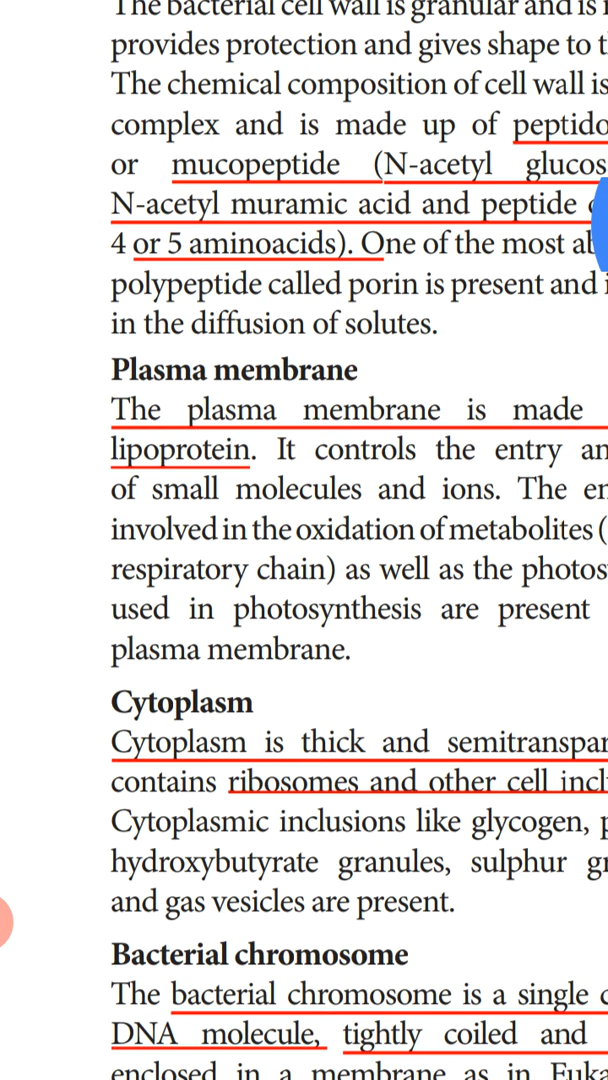 The bacterial cell wall is granular and is
provides protection and gives shape to t
The chemical composition of cell wall is
complex and is made up of peptido
or mucopeptide (N-acetyl glucos
N-acetyl muramic acid and peptide
4 or 5 aminoacids). One of the most
polypeptide called porin is present and
in the diffusion of solutes.
Plasma membrane
The plasma membrane is made
lipoprotein. It controls the entry an
of small molecules and ions. The en
involved in the oxidation of metabolites (
respiratory chain) as well as the photos
used in photosynthesis are present
plasma membrane.
Cytoplasm
Cytoplasm is thick and semitranspar
contains ribosomes and other cell incl
Cytoplasmic inclusions like glycogen, p
hydroxybutyrate granules, sulphur gr
and gas vesicles are present.
Bacterial chromosome
The bacterial chromosome is a single c
DNA molecule, tightly coiled and
enclosed in a membrane as in Euka